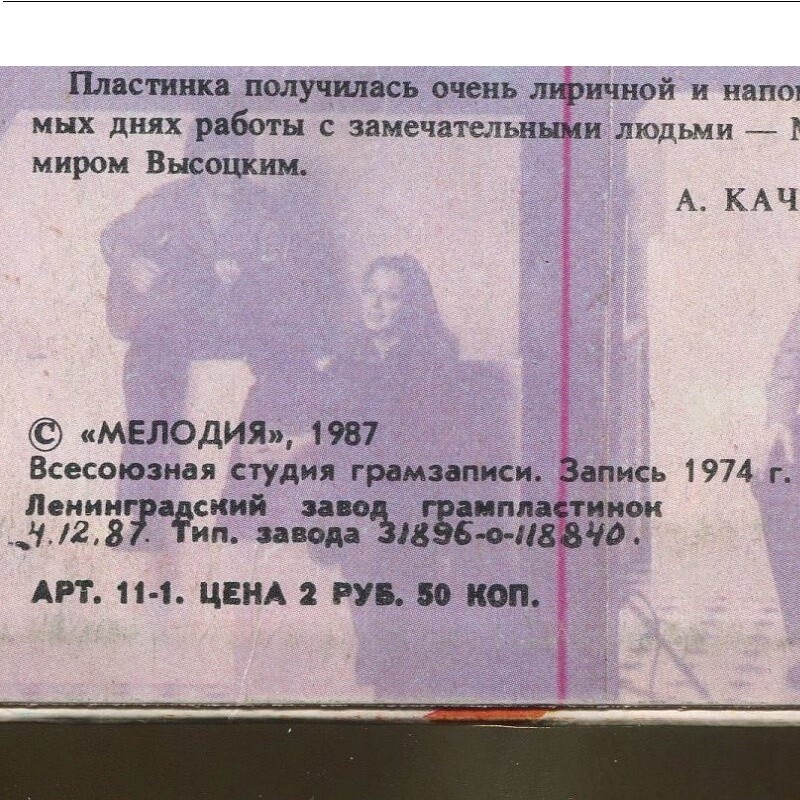 Пластинка получилась очень лиричной и напо
мых днях работы с замечательными людьми —
миром Высоцким.
А. КАЧ
© «МЕЛОДИЯ», 1987
Всесоюзная студия грамзаписи. Запись 1974 г.
Ленинградский завод грампластинок
4.12.87. Тип. завода 31896-о-118840.
АРТ. 11-1. ЦЕНА 2 РУБ. 50 КОП.